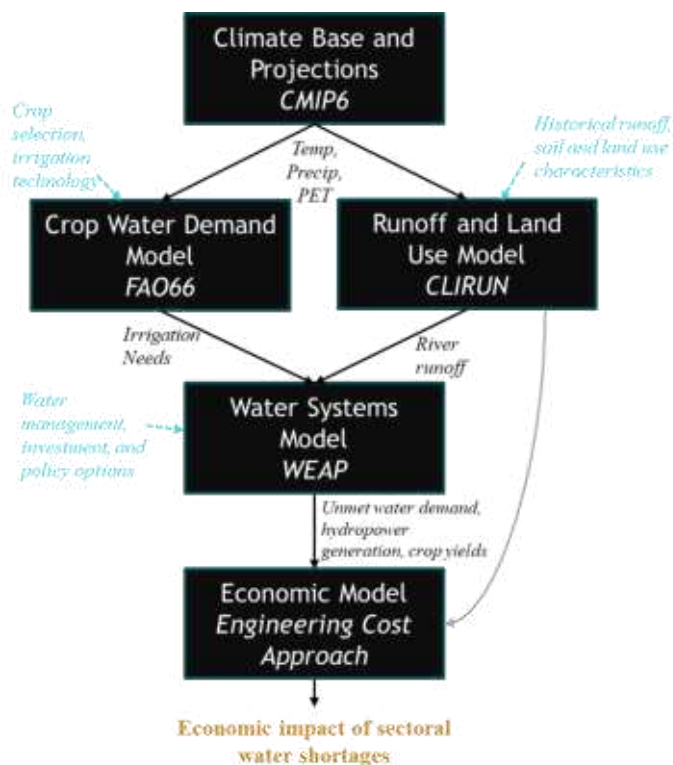 Climate Base and
Projections
CMIP6
Crop
selection,
irrigation
technology
Temp,
Precip,
PET
Historical runoff,
soil and land use
characteristics
Crop Water Demand
Model
FAO66
Runoff and Land
Use Model
CLIRUN
Irrigation
Needs
River
runoff
Water
management,
investment, and
policy options
Water Systems
Model
WEAP
Unmet water demand,
hydropower
generation, crop yields
Economic Model
Engineering Cost
Approach
Economic impact of sectoral
water shortages